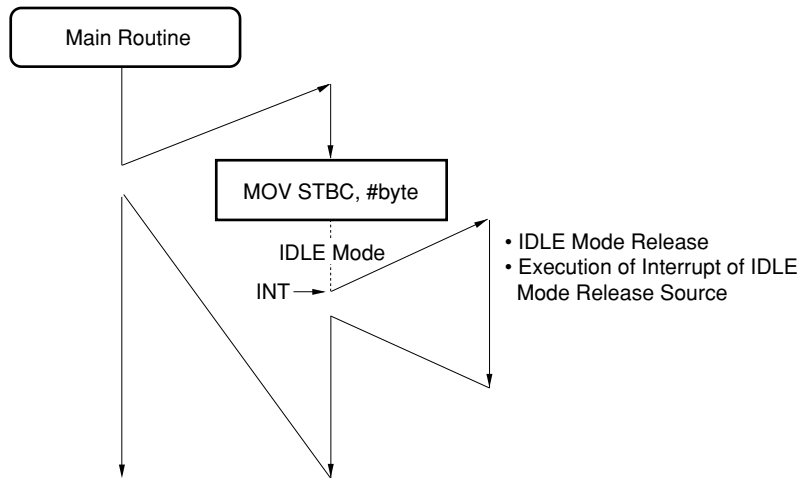 Main Routine
MOV STBC, #byte
IDLE Mode
INT
• IDLE Mode Release
• Execution of Interrupt of IDLE
Mode Release Source